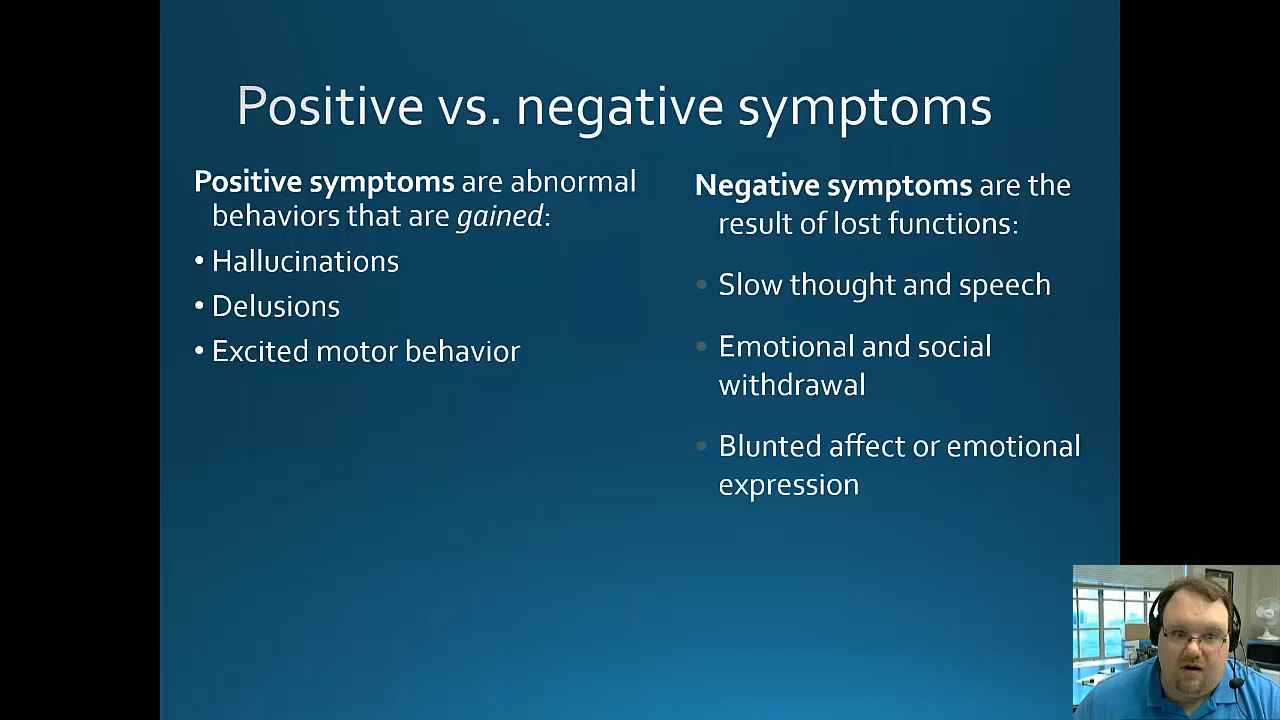 Positive vs. negative symptoms
Positive symptoms are abnormal
behaviors that are gained:
• Hallucinations
• Delusions
• Excited motor behavior
Negative symptoms are the
result of lost functions:
• Slow thought and speech
• Emotional and social
withdrawal
• Blunted affect or emotional
expression